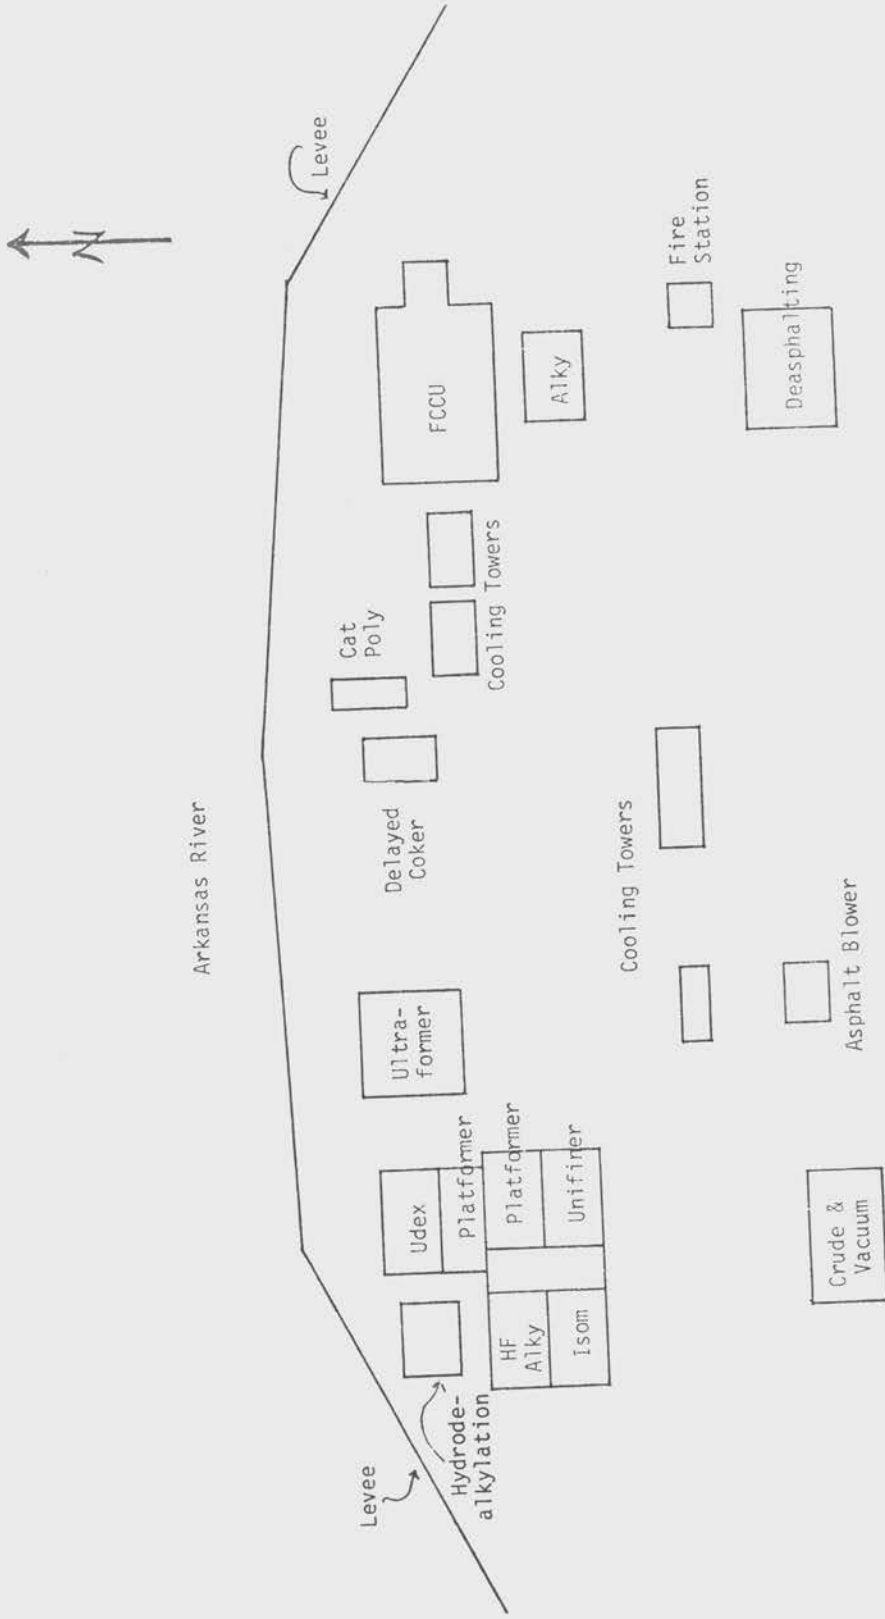 N
Arkansas River
Levee
Levee
Hydrode-
alkylation
Udex
Platformer
Platformer
Unifiner
HF
Alky
Isom
Ultra-
former
Delayed
Coker
Cat
Poly
Cooling Towers
FCCU
Alky
Fire
Station
Deasphalting
Cooling Towers
Asphalt Blower
Crude &
Vacuum